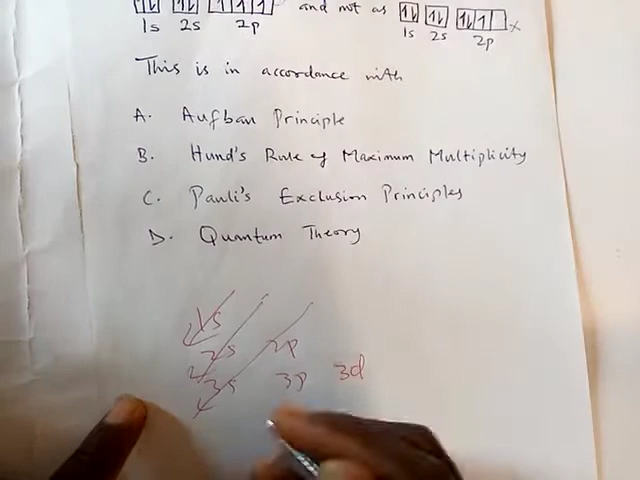 ↑↓ ↑↓ ↑ ↑ ↑ and not as ↑↓ ↑↓ ↑↓ ↑ x
1s 2s 2p 1s 2s 2p
This is in accordance with
A. Aufbau Principle
B. Hund's Rule of Maximum Multiplicity
C. Pauli's Exclusion Principles
D. Quantum Theory
1s
2s 2p
3s 3p 3d